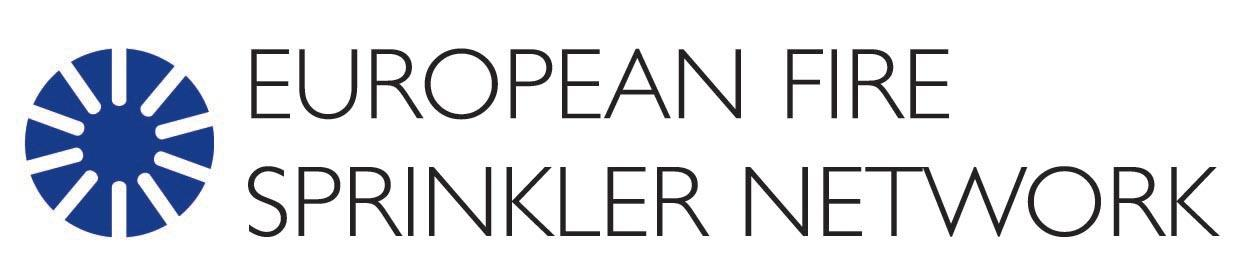 EUROPEAN FIRE
SPRINKLER NETWORK